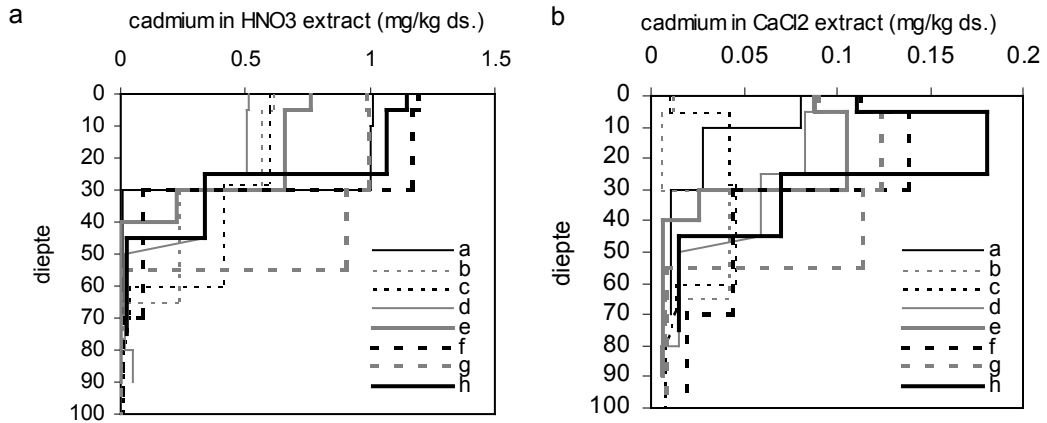 a
cadmium in HNO3 extract (mg/kg ds.)
0 0.5 1 1.5
0
10
20
30
40
50
60
70
80
90
100
diepte
a
b
c
d
e
f
g
h
b
cadmium in CaCl2 extract (mg/kg ds.)
0 0.05 0.1 0.15 0.2
0
10
20
30
40
50
60
70
80
90
100
diepte
a
b
c
d
e
f
g
h